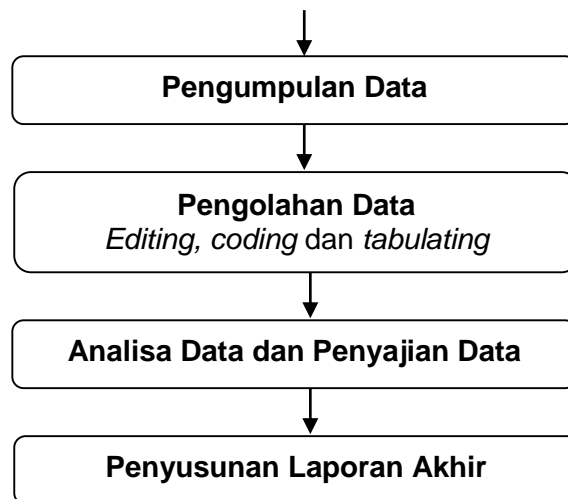 Pengumpulan Data
Pengolahan Data
Editing, coding dan tabulating
Analisa Data dan Penyajian Data
Penyusunan Laporan Akhir